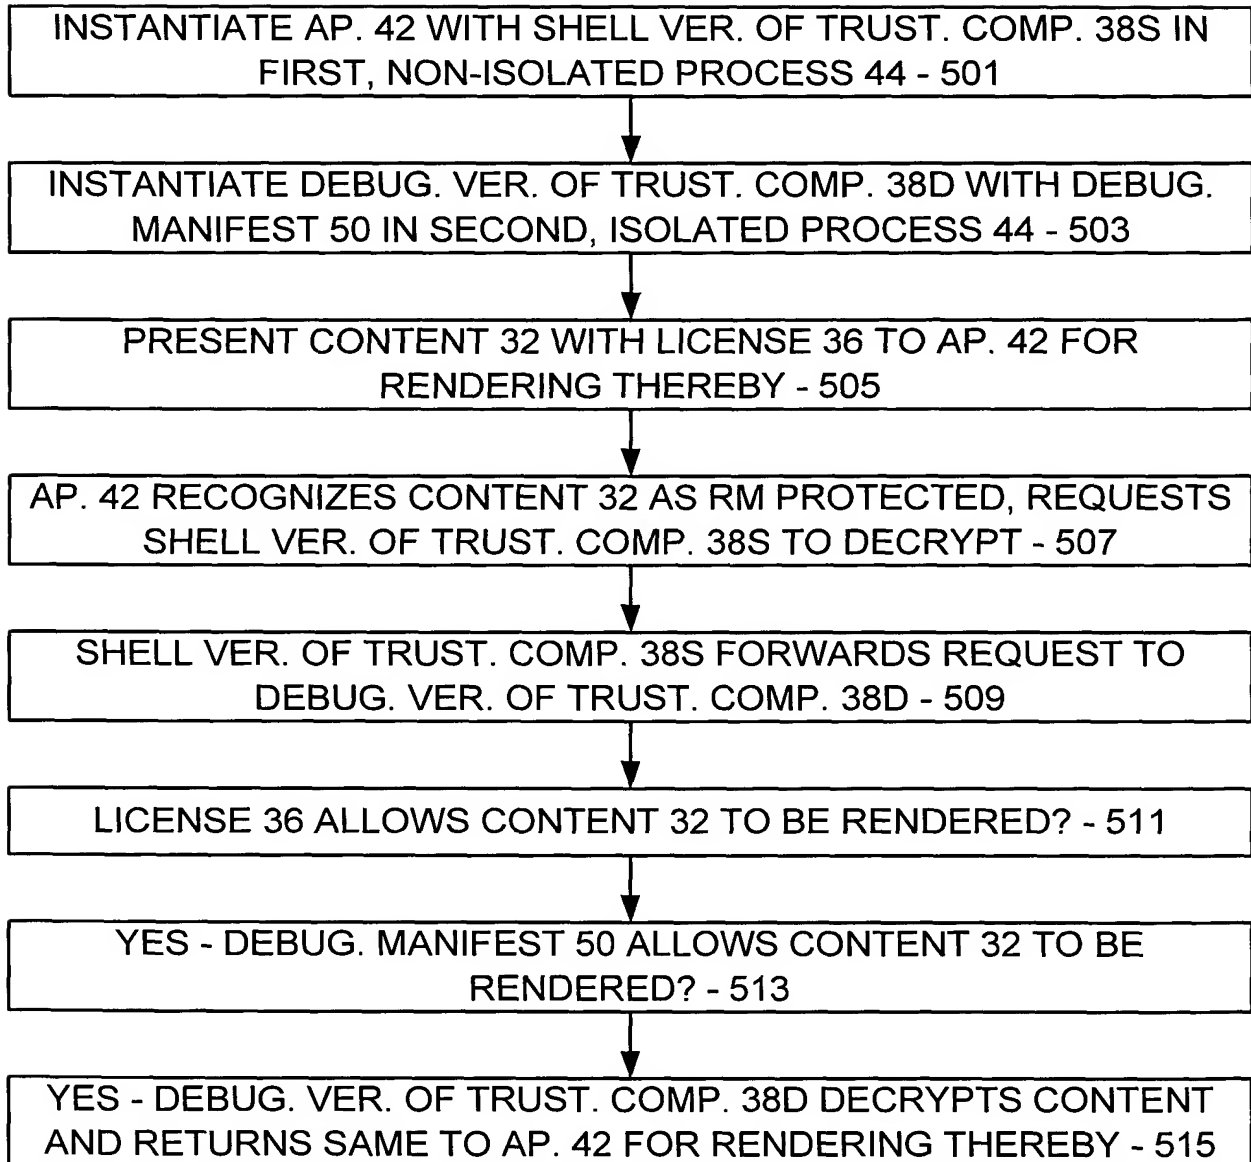 INSTANTIATE AP. 42 WITH SHELL VER. OF TRUST. COMP. 38S IN
FIRST, NON-ISOLATED PROCESS 44 - 501
INSTANTIATE DEBUG. VER. OF TRUST. COMP. 38D WITH DEBUG.
MANIFEST 50 IN SECOND, ISOLATED PROCESS 44 - 503
PRESENT CONTENT 32 WITH LICENSE 36 TO AP. 42 FOR
RENDERING THEREBY - 505
AP. 42 RECOGNIZES CONTENT 32 AS RM PROTECTED, REQUESTS
SHELL VER. OF TRUST. COMP. 38S TO DECRYPT - 507
SHELL VER. OF TRUST. COMP. 38S FORWARDS REQUEST TO
DEBUG. VER. OF TRUST. COMP. 38D - 509
LICENSE 36 ALLOWS CONTENT 32 TO BE RENDERED? - 511
YES - DEBUG. MANIFEST 50 ALLOWS CONTENT 32 TO BE
RENDERED? - 513
YES - DEBUG. VER. OF TRUST. COMP. 38D DECRYPTS CONTENT
AND RETURNS SAME TO AP. 42 FOR RENDERING THEREBY - 515